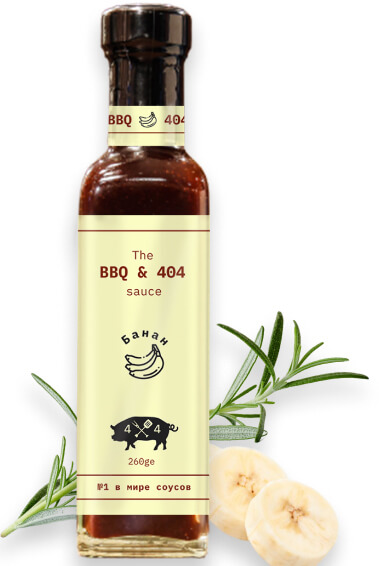 BBQ 404
The
BBQ & 404
sauce
Банан
4 4
260ge
№1 в мире соусов